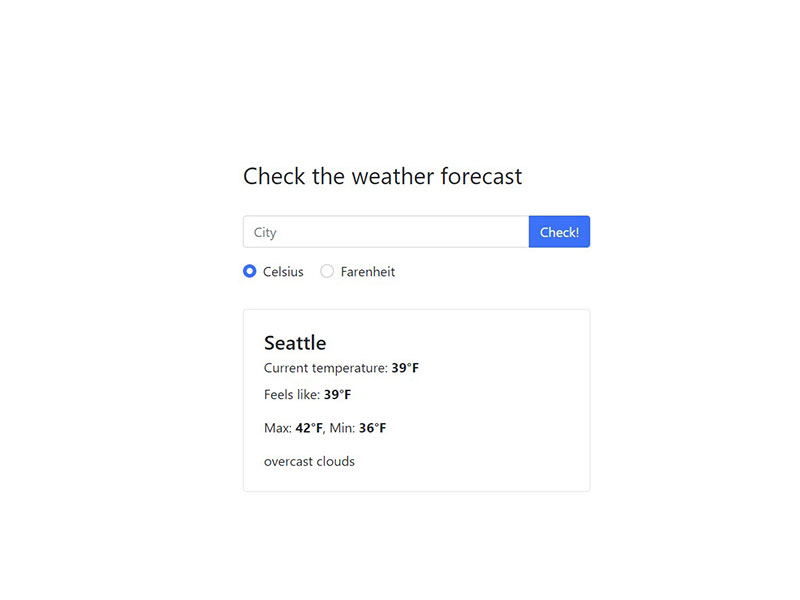 Check the weather forecast
City
Check!
Celsius Farenheit
Seattle
Current temperature: 39°F
Feels like: 39°F
Max: 42°F, Min: 36°F
overcast clouds